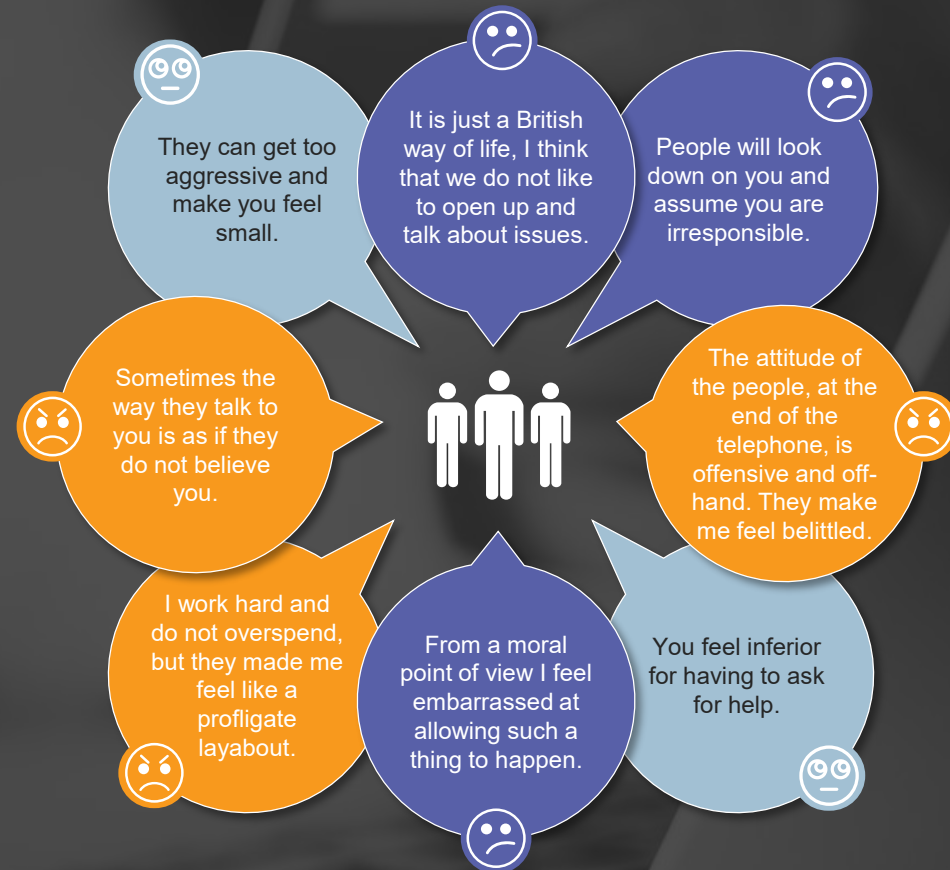 They can get too
aggressive and
make you feel
small.
It is just a British
way of life, I think
that we do not like
to open up and
talk about issues.
People will look
down on you and
assume you are
irresponsible.
Sometimes the
way they talk to
you is as if they
do not believe
you.
The attitude of
the people, at the
end of the
telephone, is
offensive and off-
hand. They make
me feel belittled.
I work hard and
do not overspend,
but they made me
feel like a
profligate
layabout.
From a moral
point of view I feel
embarrassed at
allowing such a
thing to happen.
You feel inferior
for having to ask
for help.